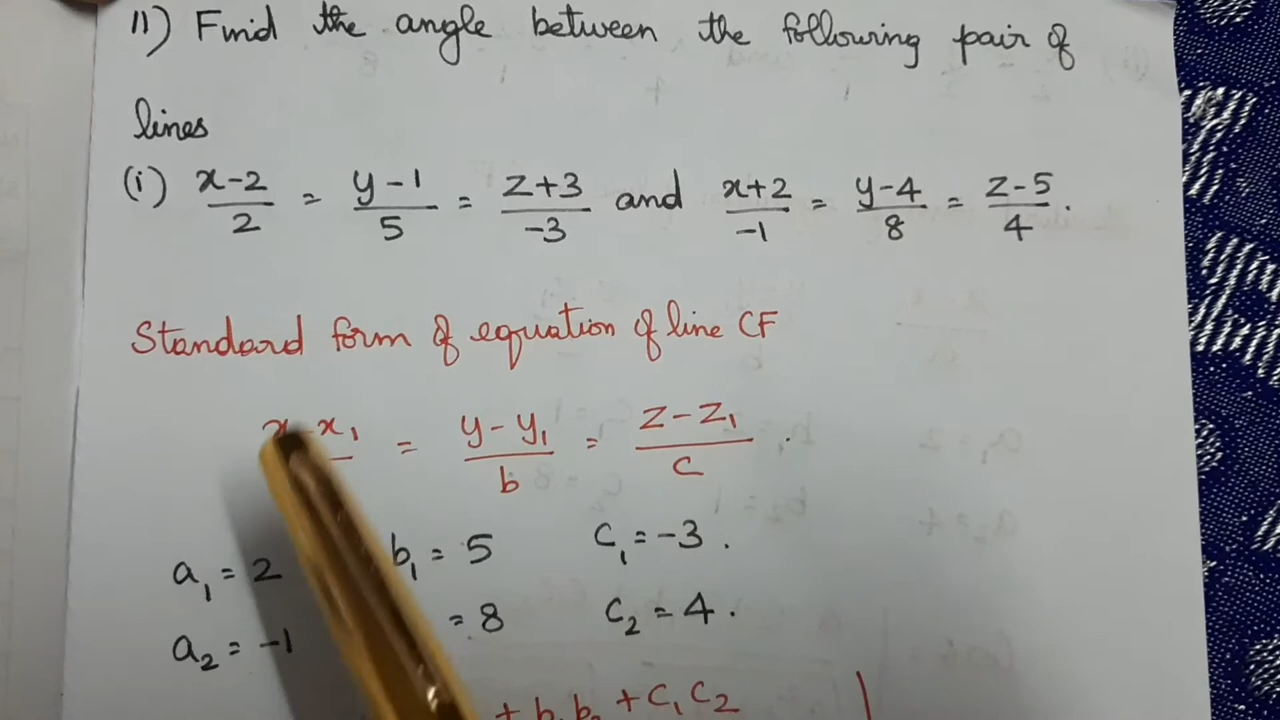 11) Find the angle between the following pair of
lines
(i) x-2/2 = y-1/5 = z+3/-3 and x+2/-1 = y-4/8 = z-5/4.
Standard form of equation of line CF
x-x₁ = y-y₁/b = z-z₁/c
a₁ = 2 b₁ = 5 c₁ = -3.
a₂ = -1 = 8 c₂ = 4.
+ b₁b₂ + c₁c₂ |